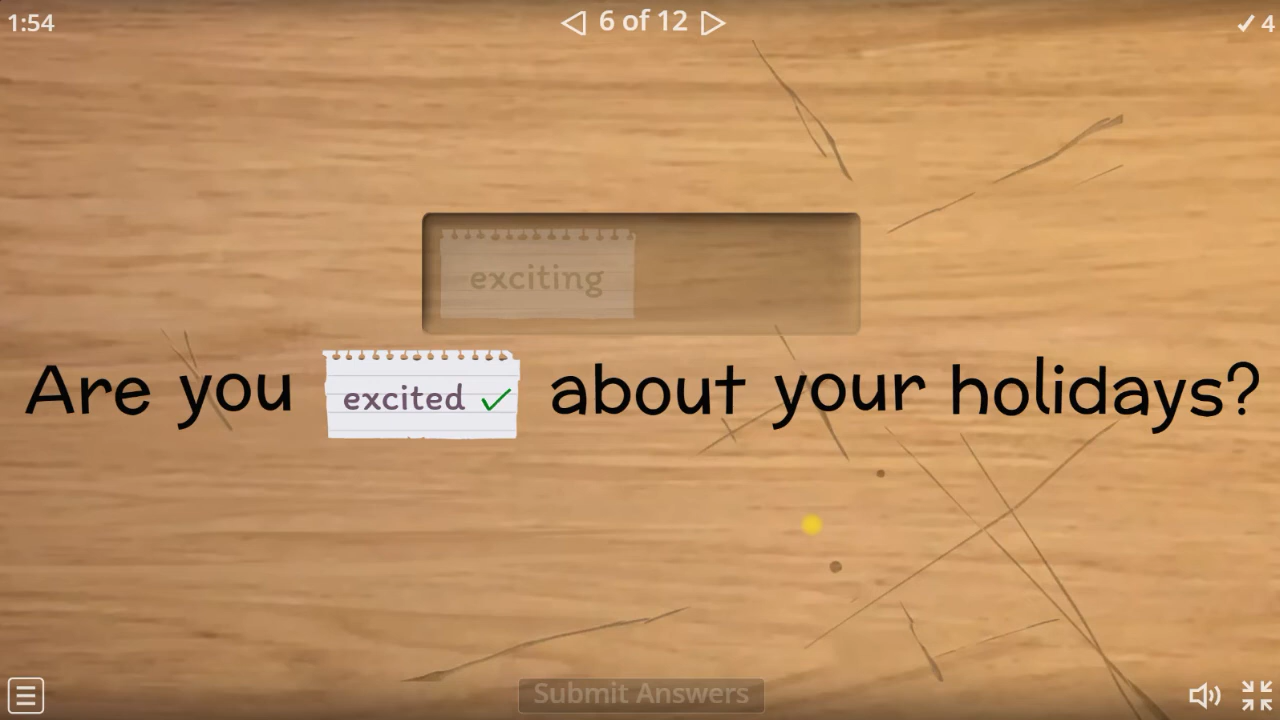 1:54
6 of 12
✓ 4
exciting
Are you excited ✓ about your holidays?
Submit Answers